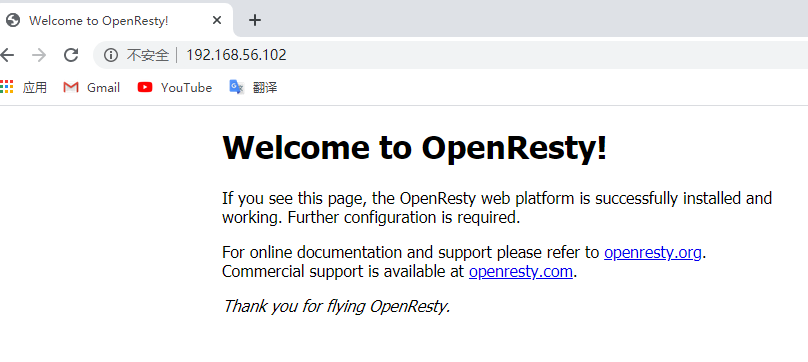 Welcome to OpenResty!
不安全 192.168.56.102
应用 Gmail YouTube 翻译
Welcome to OpenResty!
If you see this page, the OpenResty web platform is successfully installed and
working. Further configuration is required.
For online documentation and support please refer to openresty.org.
Commercial support is available at openresty.com.
Thank you for flying OpenResty.